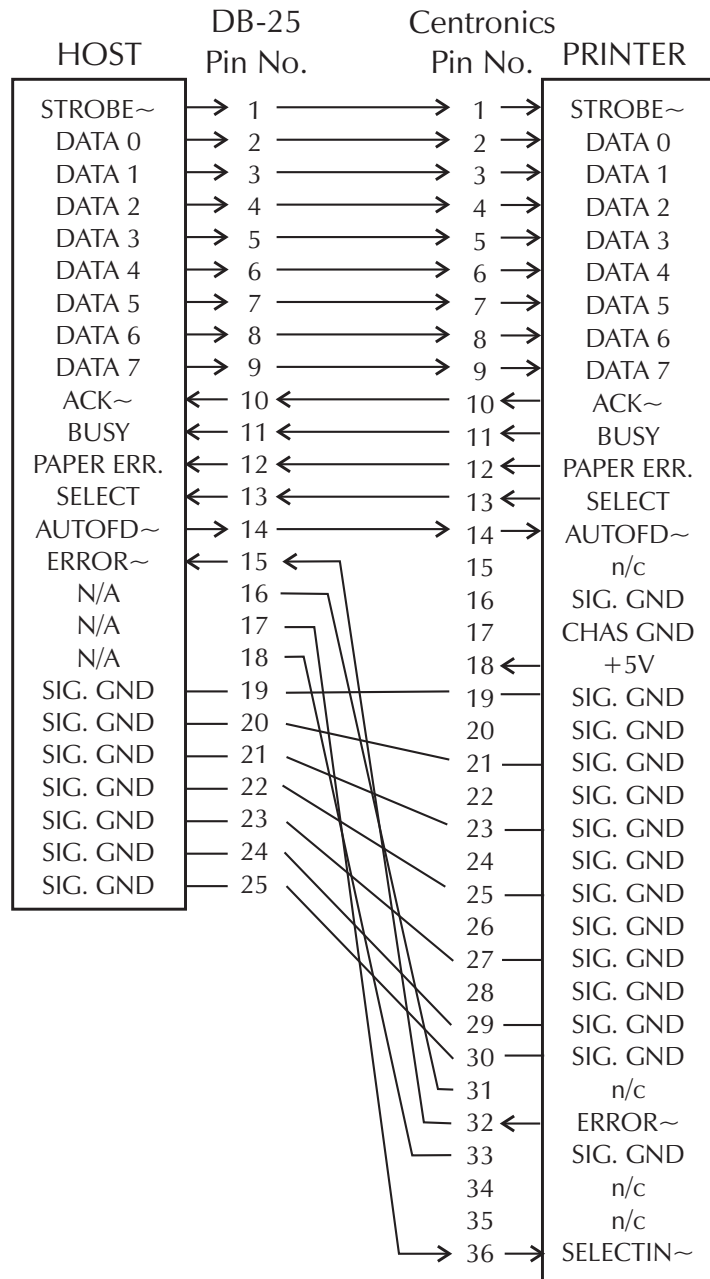 DB-25 Centronics
HOST Pin No. Pin No. PRINTER
STROBE~ 1 1 STROBE~
DATA 0 2 2 DATA 0
DATA 1 3 3 DATA 1
DATA 2 4 4 DATA 2
DATA 3 5 5 DATA 3
DATA 4 6 6 DATA 4
DATA 5 7 7 DATA 5
DATA 6 8 8 DATA 6
DATA 7 9 9 DATA 7
ACK~ 10 10 ACK~
BUSY 11 11 BUSY
PAPER ERR. 12 12 PAPER ERR.
SELECT 13 13 SELECT
AUTOFD~ 14 14 AUTOFD~
ERROR~ 15 15 n/c
N/A 16 16 SIG. GND
N/A 17 17 CHAS GND
N/A 18 18 +5V
SIG. GND 19 19 SIG. GND
SIG. GND 20 20 SIG. GND
SIG. GND 21 21 SIG. GND
SIG. GND 22 22 SIG. GND
SIG. GND 23 23 SIG. GND
SIG. GND 24 24 SIG. GND
SIG. GND 25 25 SIG. GND
26 SIG. GND
27 SIG. GND
28 SIG. GND
29 SIG. GND
30 SIG. GND
31 n/c
32 ERROR~
33 SIG. GND
34 n/c
35 n/c
36 SELECTIN~